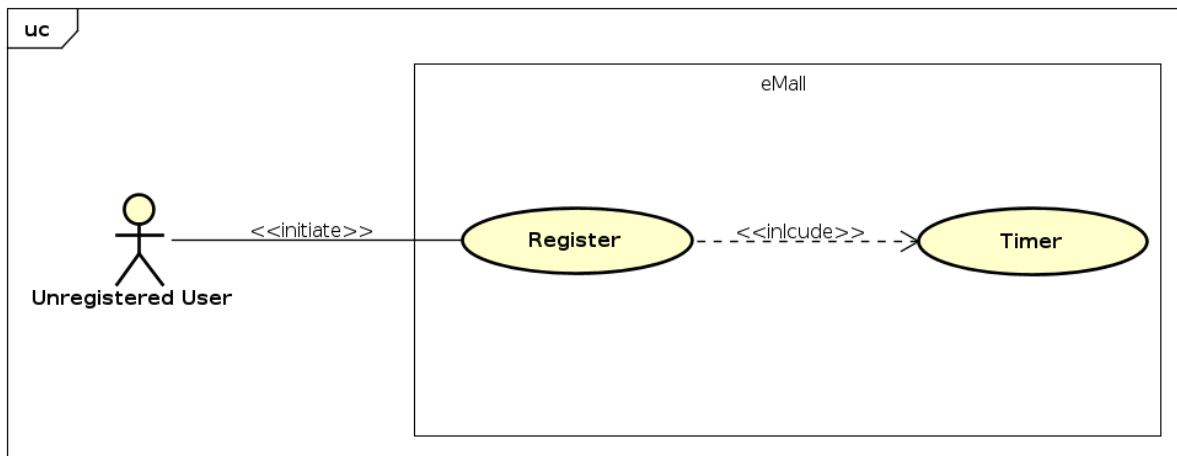 uc
eMall
<<initiate>>
Register
<<inlcude>>
Timer
Unregistered User